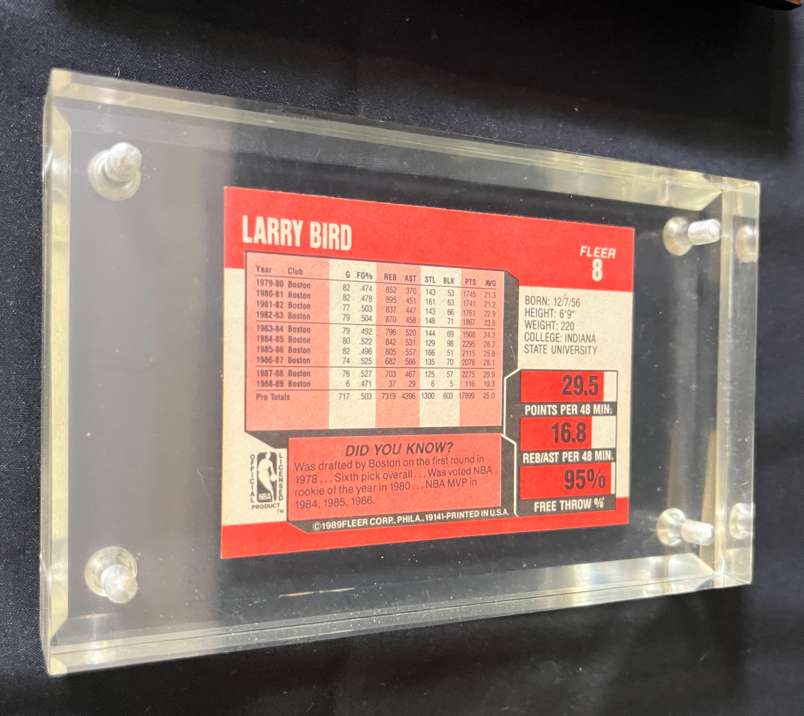 LARRY BIRD
FLEER
8
Year Club G FG% REB AST STL BLK PTS AVG
1979-80 Boston 82 .474 852 370 143 53 1745 21.3
1980-81 Boston 82 .478 895 451 161 63 1741 21.2
1981-82 Boston 77 .503 837 447 143 66 1761 22.9
1982-83 Boston 79 .504 870 458 148 71 1867 23.6
1983-84 Boston 79 .492 796 520 144 69 1908 24.2
1984-85 Boston 80 .522 842 531 129 98 2295 28.7
1985-86 Boston 82 .496 805 557 166 51 2115 25.8
1986-87 Boston 74 .525 682 566 135 70 2076 28.1
1987-88 Boston 76 .527 703 467 125 57 2275 29.9
1988-89 Boston 6 .471 37 29 6 5 116 19.3
Pro Totals 717 .503 7319 4396 1300 603 17899 25.0
BORN: 12/7/56
HEIGHT: 6'9"
WEIGHT: 220
COLLEGE: INDIANA
STATE UNIVERSITY
29.5
POINTS PER 48 MIN.
16.8
REB/AST PER 48 MIN.
95%
FREE THROW %
DID YOU KNOW?
Was drafted by Boston on the first round in
1978 . . . Sixth pick overall . . . Was voted NBA
rookie of the year in 1980 . . . NBA MVP in
1984, 1985, 1986.
OFFICIAL
LICENSED
NBA
PRODUCT TM
©1989 FLEER CORP., PHILA., 19141-PRINTED IN U.S.A.